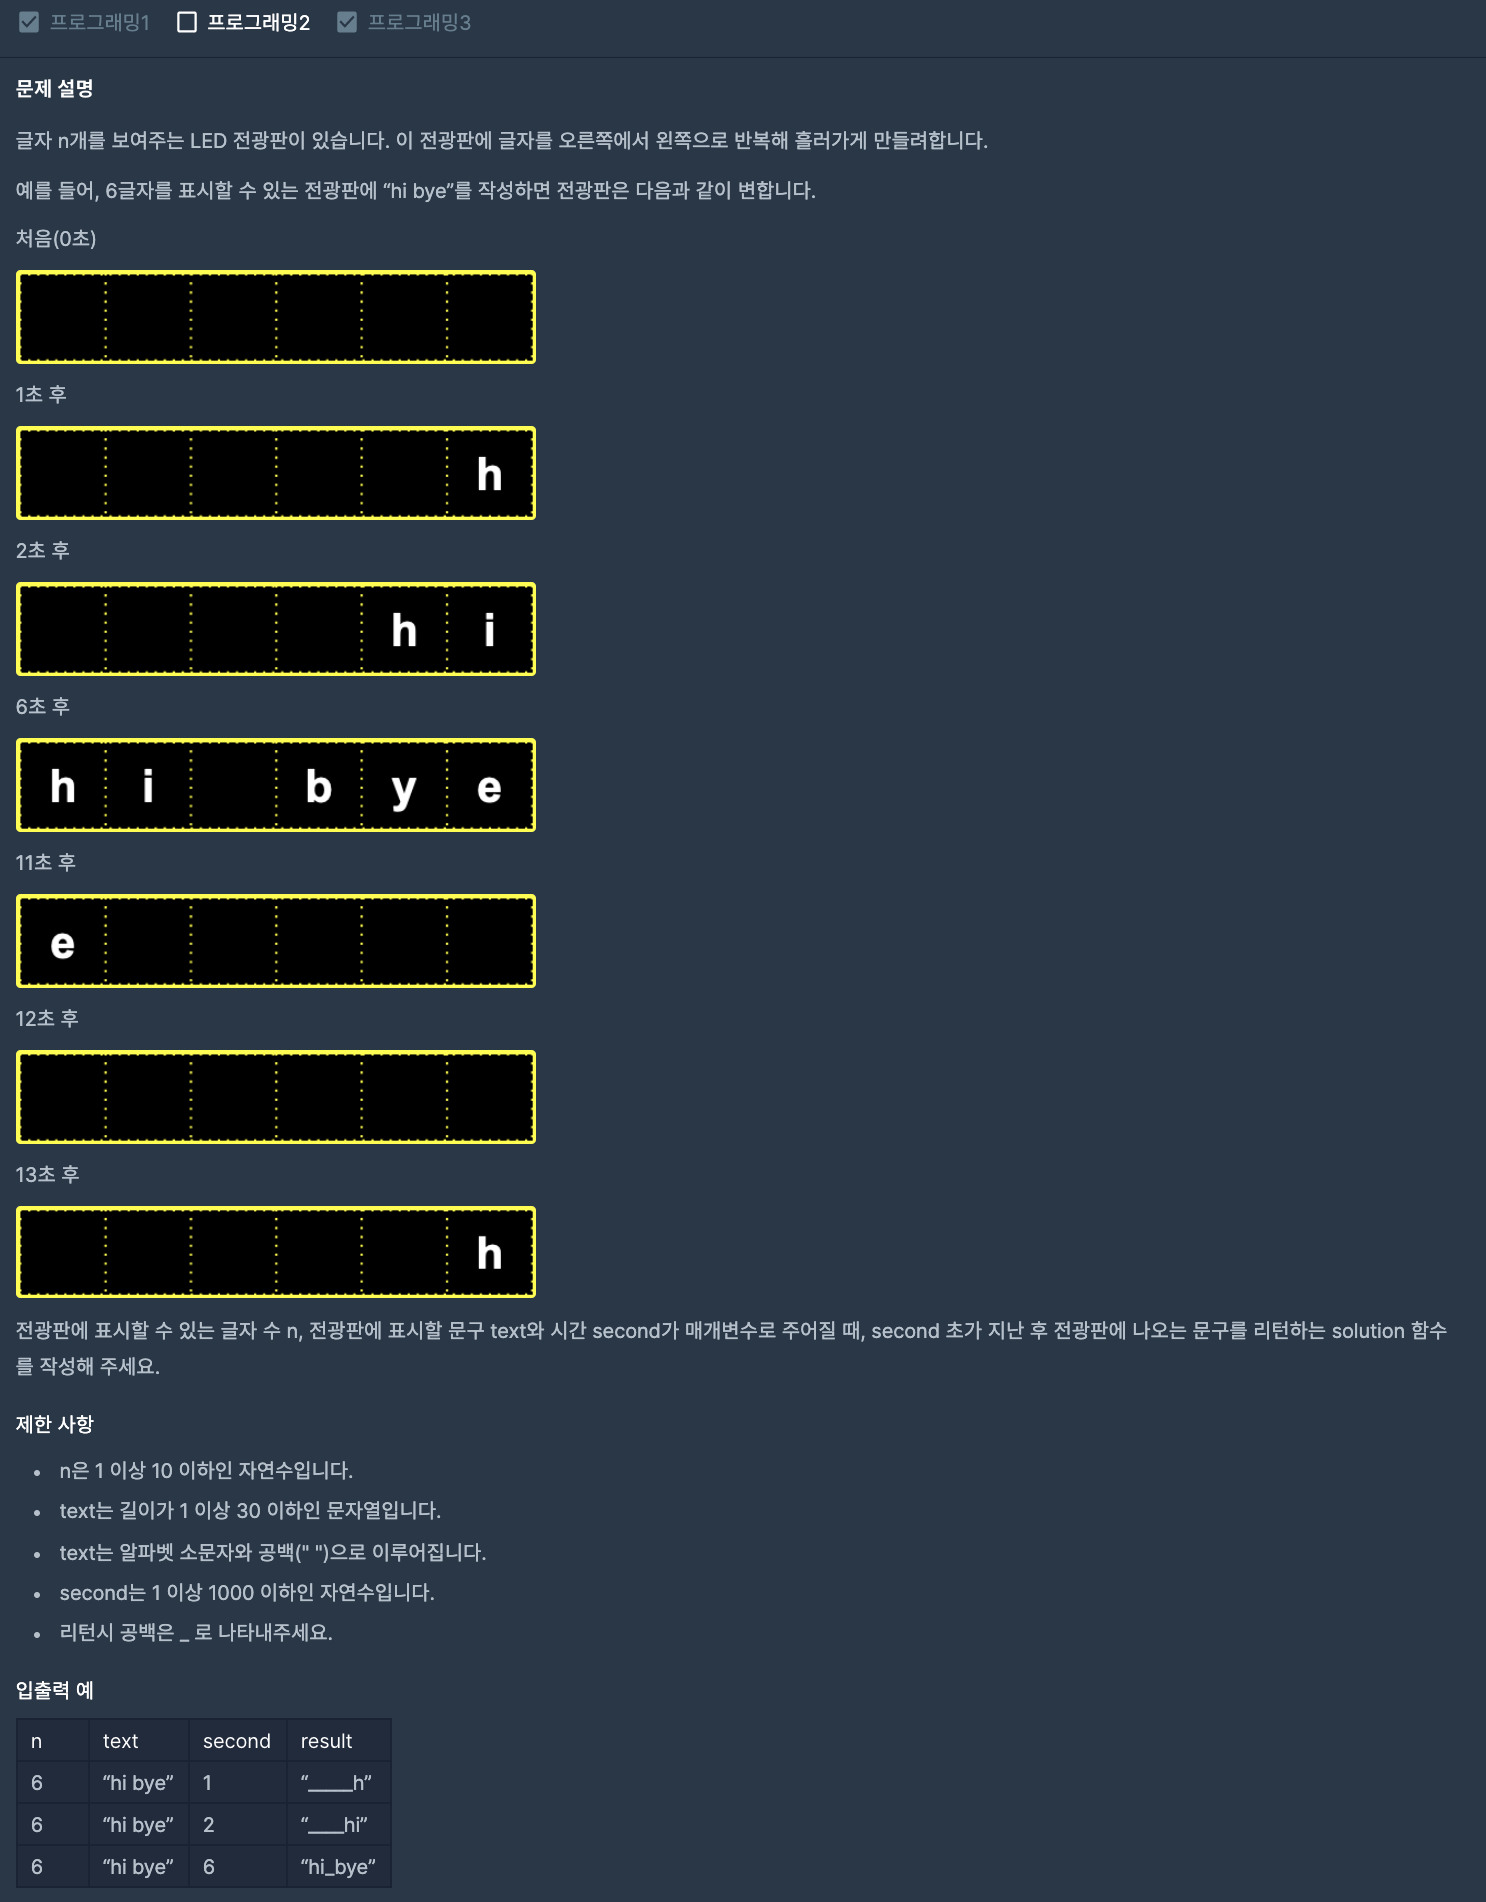 프로그래밍1 프로그래밍2 프로그래밍3
문제 설명
글자 n개를 보여주는 LED 전광판이 있습니다. 이 전광판에 글자를 오른쪽에서 왼쪽으로 반복해 흘러가게 만들려합니다.
예를 들어, 6글자를 표시할 수 있는 전광판에 “hi bye”를 작성하면 전광판은 다음과 같이 변합니다.
처음(0초)
1초 후
h
2초 후
h i
6초 후
h i b y e
11초 후
e
12초 후
13초 후
h
전광판에 표시할 수 있는 글자 수 n, 전광판에 표시할 문구 text와 시간 second가 매개변수로 주어질 때, second 초가 지난 후 전광판에 나오는 문구를 리턴하는 solution 함수
를 작성해 주세요.
제한 사항
• n은 1 이상 10 이하인 자연수입니다.
• text는 길이가 1 이상 30 이하인 문자열입니다.
• text는 알파벳 소문자와 공백(" ")으로 이루어집니다.
• second는 1 이상 1000 이하인 자연수입니다.
• 리턴시 공백은 _ 로 나타내주세요.
입출력 예
n text second result
6 “hi bye” 1 “_____h”
6 “hi bye” 2 “____hi”
6 “hi bye” 6 “hi_bye”